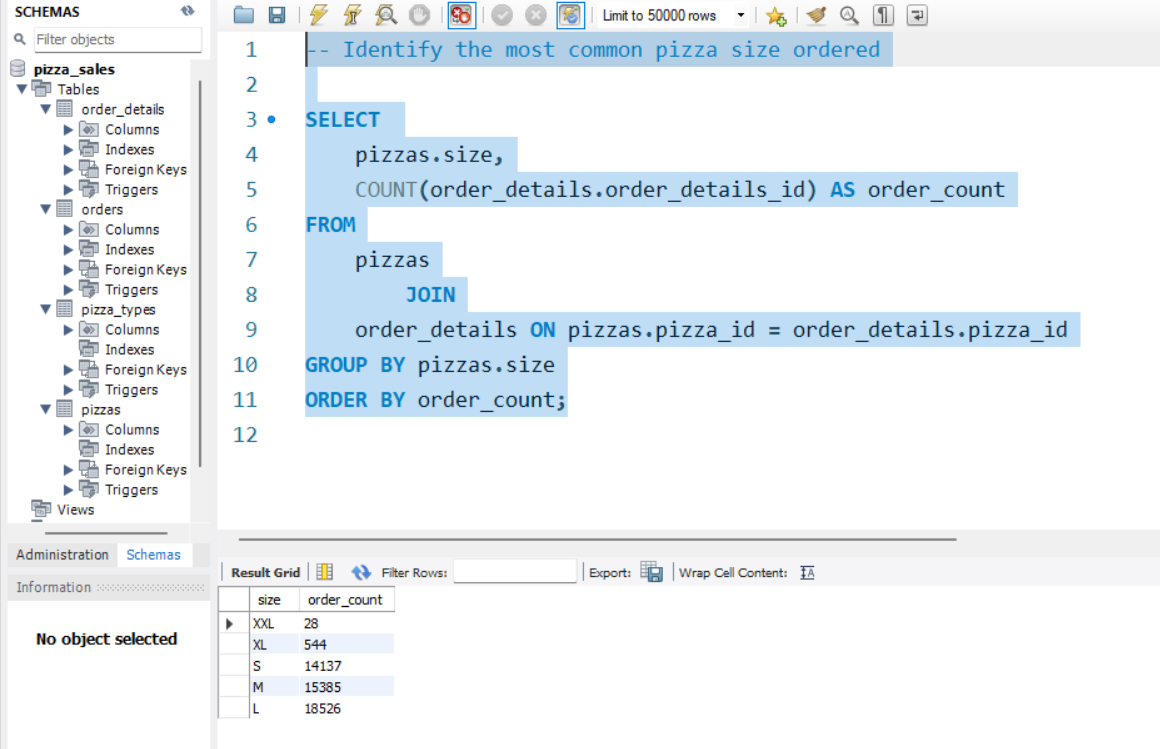 SCHEMAS
Filter objects
pizza_sales
Tables
order_details
Columns
Indexes
Foreign Keys
Triggers
orders
Columns
Indexes
Foreign Keys
Triggers
pizza_types
Columns
Indexes
Foreign Keys
Triggers
pizzas
Columns
Indexes
Foreign Keys
Triggers
Views
Administration Schemas
Information
No object selected
Limit to 50000 rows
1 -- Identify the most common pizza size ordered
2
3 SELECT
4 pizzas.size,
5 COUNT(order_details.order_details_id) AS order_count
6 FROM
7 pizzas
8 JOIN
9 order_details ON pizzas.pizza_id = order_details.pizza_id
10 GROUP BY pizzas.size
11 ORDER BY order_count;
12
Result Grid Filter Rows: Export: Wrap Cell Content: IA
size order_count
XXL 28
XL 544
S 14137
M 15385
L 18526